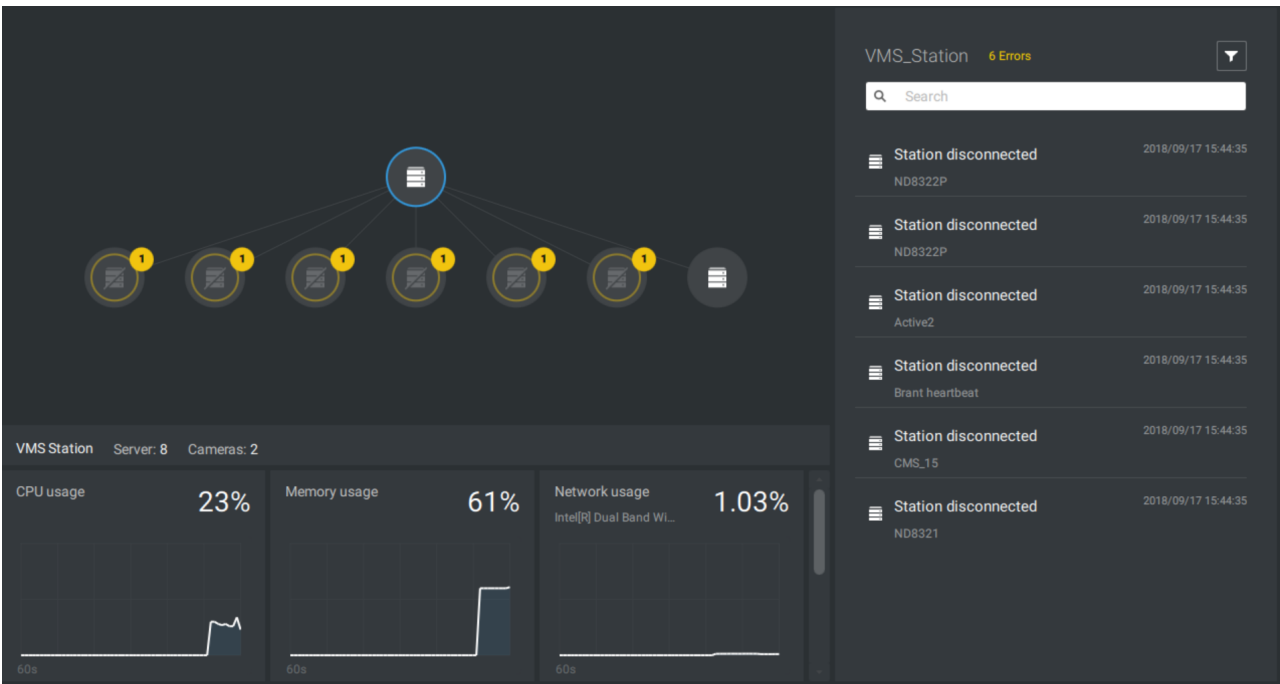 1 1 1 1 1 1
VMS Station Server: 8 Cameras: 2
CPU usage 23%
60s
Memory usage 61%
60s
Network usage 1.03%
Intel[R] Dual Band Wi...
60s
VMS_Station 6 Errors
Search
Station disconnected 2018/09/17 15:44:35
ND8322P
Station disconnected 2018/09/17 15:44:35
ND8322P
Station disconnected 2018/09/17 15:44:35
Active2
Station disconnected 2018/09/17 15:44:35
Brant heartbeat
Station disconnected 2018/09/17 15:44:35
CMS_15
Station disconnected 2018/09/17 15:44:35
ND8321